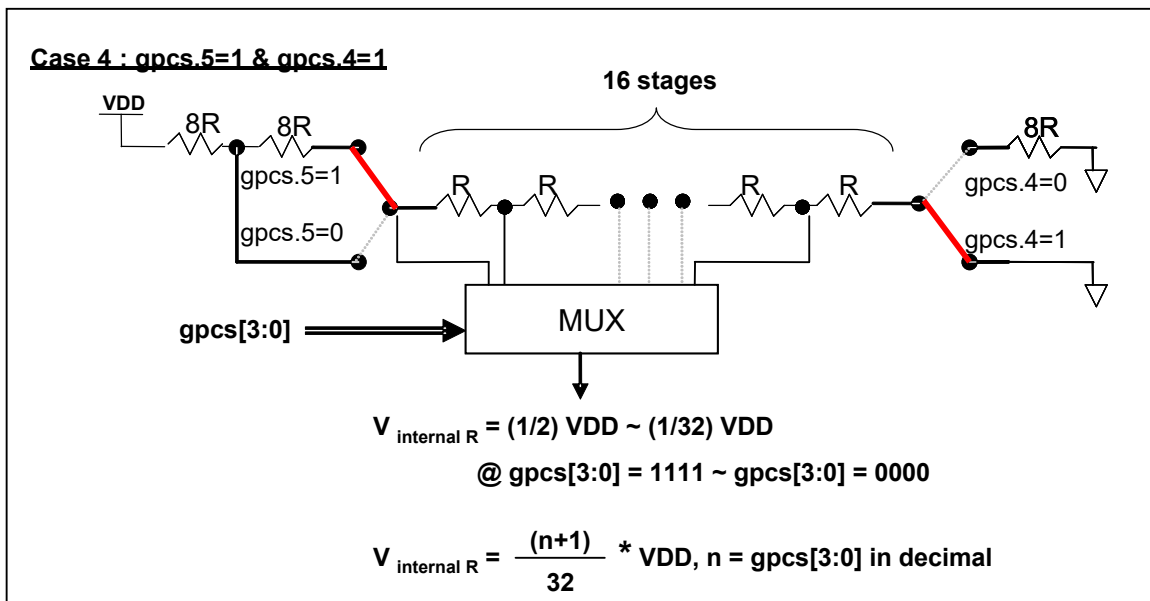 Case 4 : gpcs.5=1 & gpcs.4=1
16 stages
VDD
8R 8R
8R
gpcs.5=1
R R R R
gpcs.4=0
gpcs.5=0
gpcs.4=1
MUX
gpcs[3:0]
V internal R = (1/2) VDD ~ (1/32) VDD
@ gpcs[3:0] = 1111 ~ gpcs[3:0] = 0000
V internal R = (n+1) / 32 * VDD, n = gpcs[3:0] in decimal